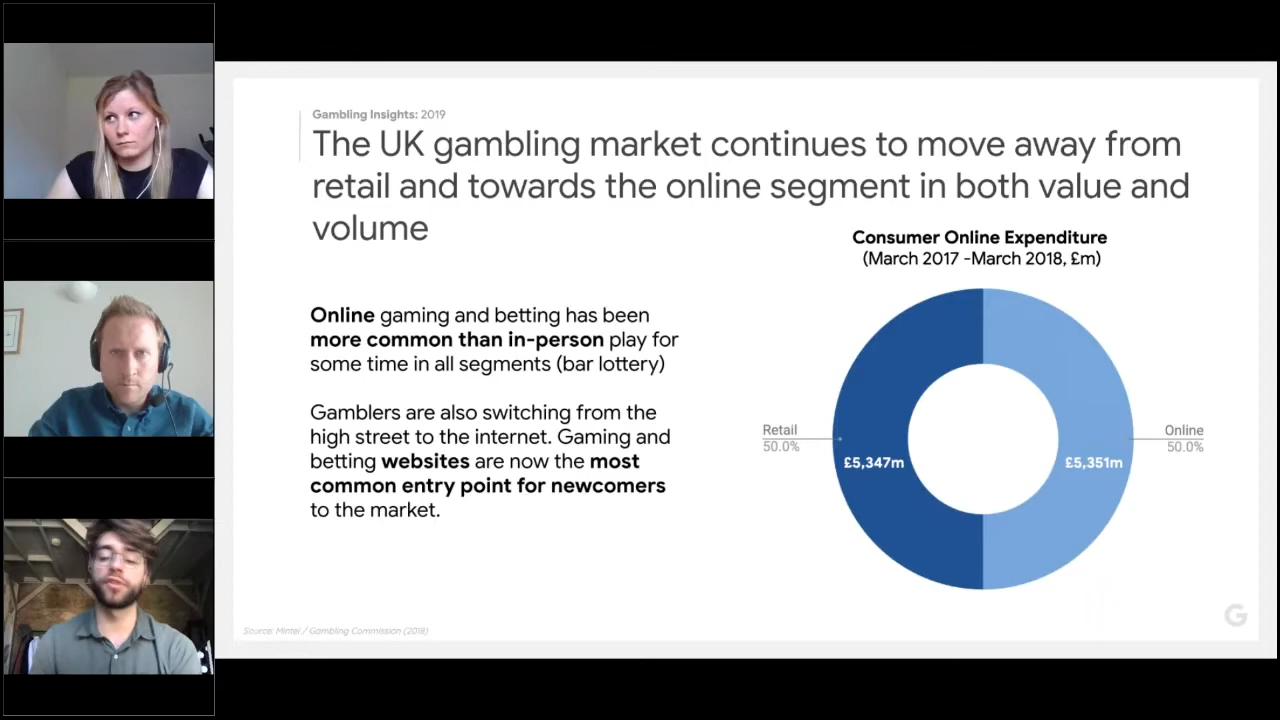 Gambling Insights: 2019
The UK gambling market continues to move away from
retail and towards the online segment in both value and
volume
Consumer Online Expenditure
(March 2017 -March 2018, £m)
Online gaming and betting has been
more common than in-person play for
some time in all segments (bar lottery)
Gamblers are also switching from the
high street to the internet. Gaming and
betting websites are now the most
common entry point for newcomers
to the market.
Retail
50.0%
£5,347m
£5,351m
Online
50.0%
Source: Mintel / Gambling Commission (2018)
G